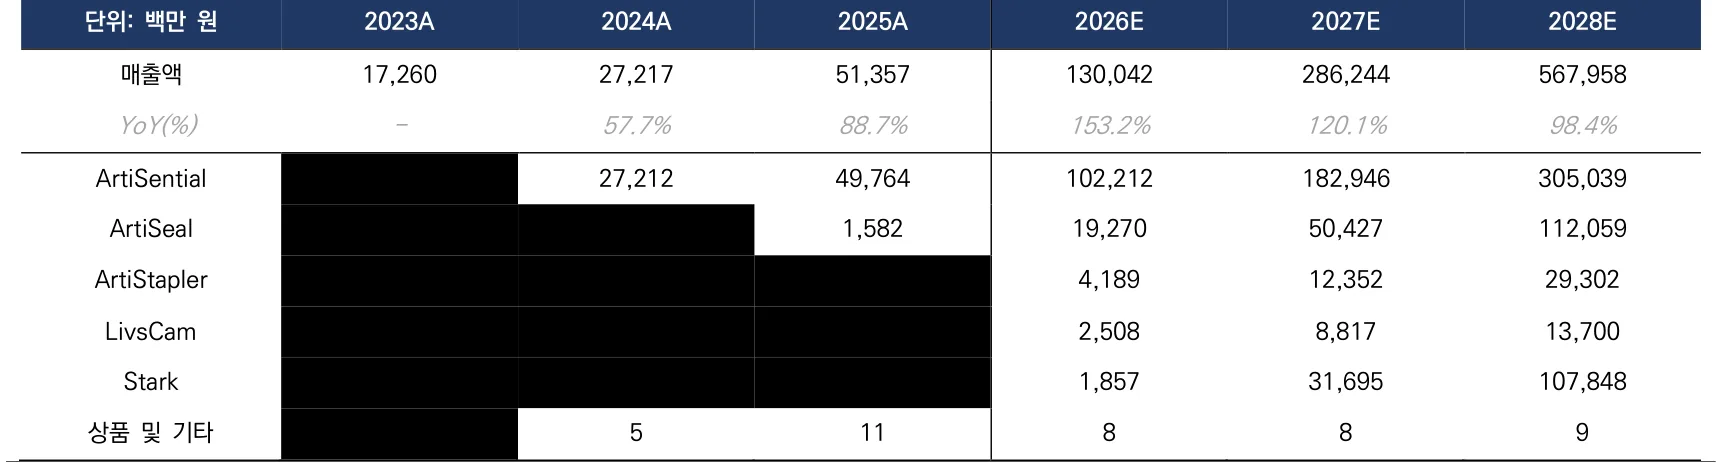 단위: 백만 원 2023A 2024A 2025A 2026E 2027E 2028E
매출액 17,260 27,217 51,357 130,042 286,244 567,958
YoY(%) - 57.7% 88.7% 153.2% 120.1% 98.4%
ArtiSential 27,212 49,764 102,212 182,946 305,039
ArtiSeal 1,582 19,270 50,427 112,059
ArtiStapler 4,189 12,352 29,302
LivsCam 2,508 8,817 13,700
Stark 1,857 31,695 107,848
상품 및 기타 5 11 8 8 9